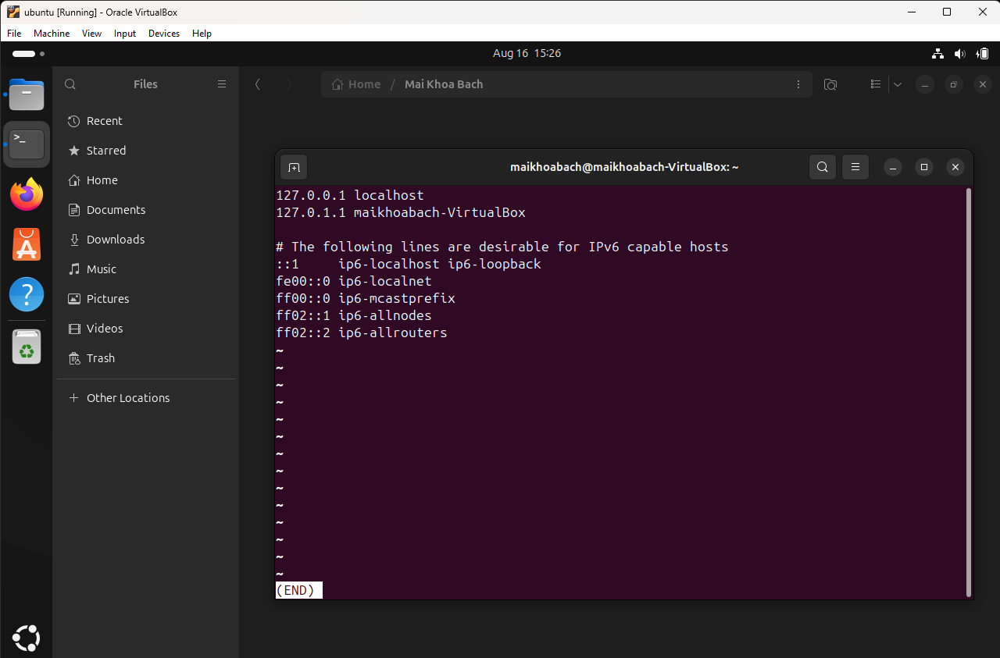 ubuntu [Running] - Oracle VirtualBox
File Machine View Input Devices Help
Aug 16 15:26
Files
Home / Mai Khoa Bach
Recent
Starred
Home
Documents
Downloads
Music
Pictures
Videos
Trash
+ Other Locations
>_
?
maikhoabach@maikhoabach-VirtualBox: ~
127.0.0.1 localhost
127.0.1.1 maikhoabach-VirtualBox
# The following lines are desirable for IPv6 capable hosts
::1     ip6-localhost ip6-loopback
fe00::0 ip6-localnet
ff00::0 ip6-mcastprefix
ff02::1 ip6-allnodes
ff02::2 ip6-allrouters
~
~
~
~
~
~
~
~
~
~
~
~
~
~
(END)